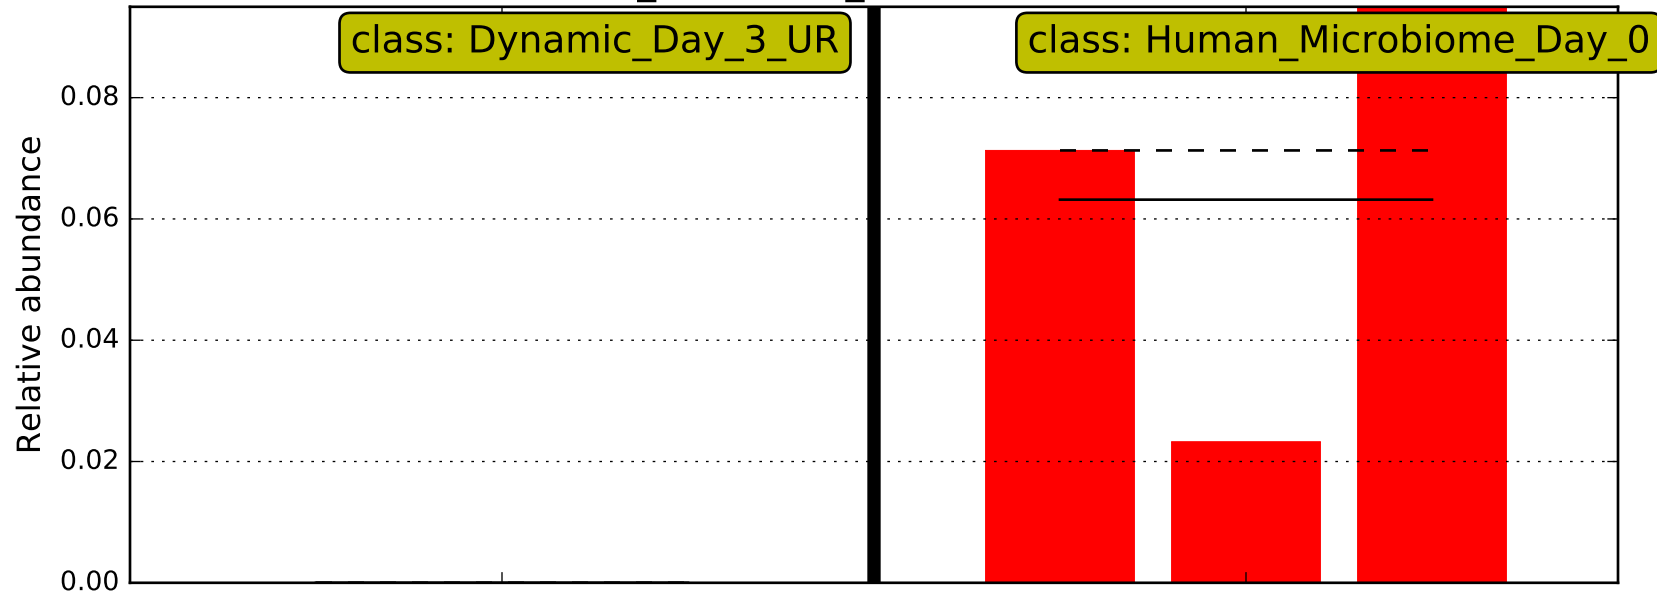 class: Dynamic_Day_3_UR
class: Human_Microbiome_Day_0
Relative abundance
0.08
0.06
0.04
0.02
0.00